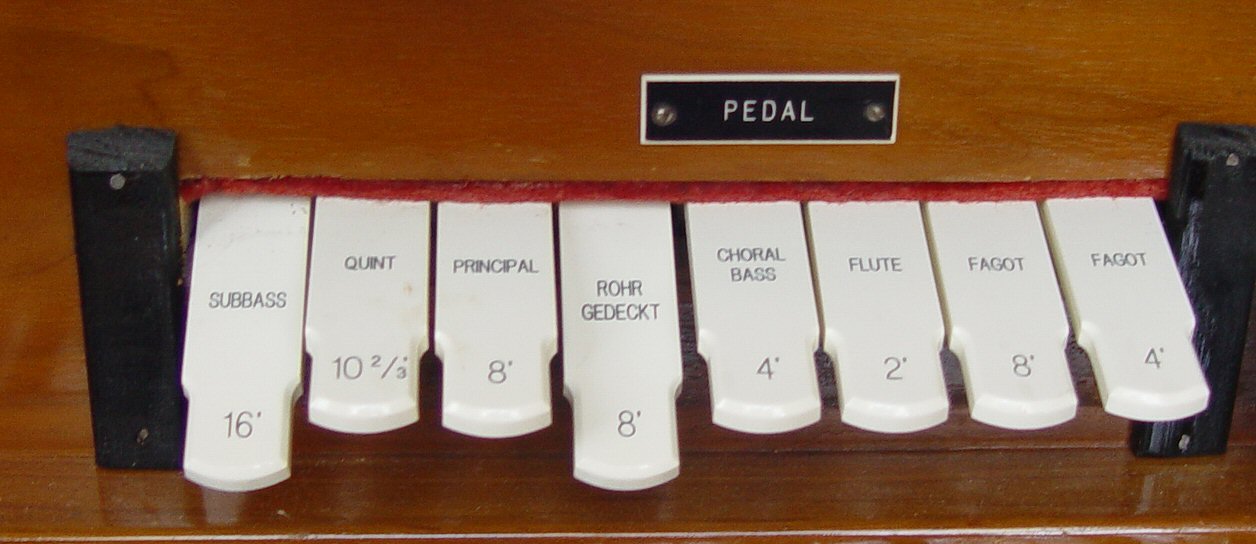 PEDAL
SUBBASS
16'
QUINT
10 ²/₃'
PRINCIPAL
8'
ROHR
GEDECKT
8'
CHORAL
BASS
4'
FLUTE
2'
FAGOT
8'
FAGOT
4'